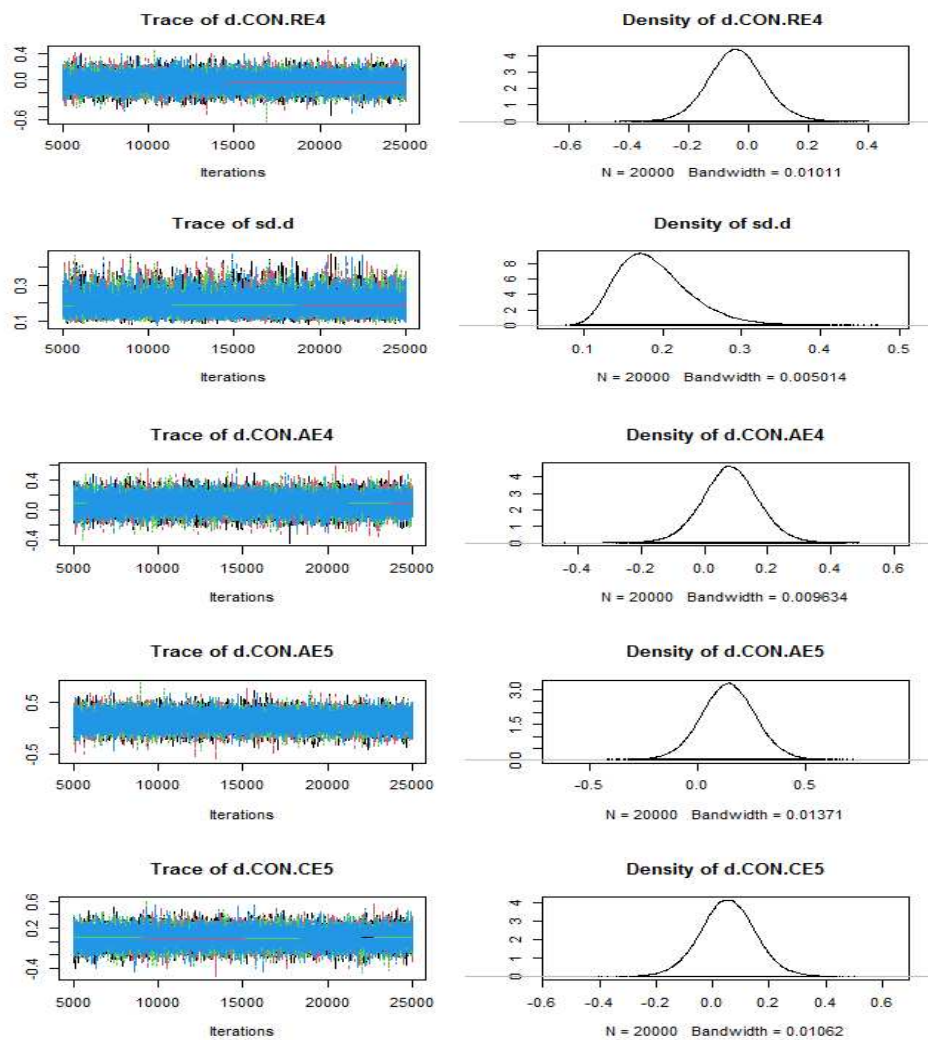 Trace of d.CON.RE4
Density of d.CON.RE4
0.4
0.0
-0.6
5000 10000 15000 20000 25000
Iterations
4
3
2
1
0
-0.6 -0.4 -0.2 0.0 0.2 0.4
N = 20000 Bandwidth = 0.01011
Trace of sd.d
Density of sd.d
0.3
0.1
5000 10000 15000 20000 25000
Iterations
8
6
4
2
0
0.1 0.2 0.3 0.4 0.5
N = 20000 Bandwidth = 0.005014
Trace of d.CON.AE4
Density of d.CON.AE4
0.4
0.0
-0.4
5000 10000 15000 20000 25000
Iterations
4
3
2
1
0
-0.4 -0.2 0.0 0.2 0.4 0.6
N = 20000 Bandwidth = 0.009634
Trace of d.CON.AE5
Density of d.CON.AE5
0.5
-0.5
5000 10000 15000 20000 25000
Iterations
3.0
1.5
0.0
-0.5 0.0 0.5
N = 20000 Bandwidth = 0.01371
Trace of d.CON.CE5
Density of d.CON.CE5
0.6
0.2
-0.4
5000 10000 15000 20000 25000
Iterations
4
3
2
1
0
-0.6 -0.4 -0.2 0.0 0.2 0.4 0.6
N = 20000 Bandwidth = 0.01062